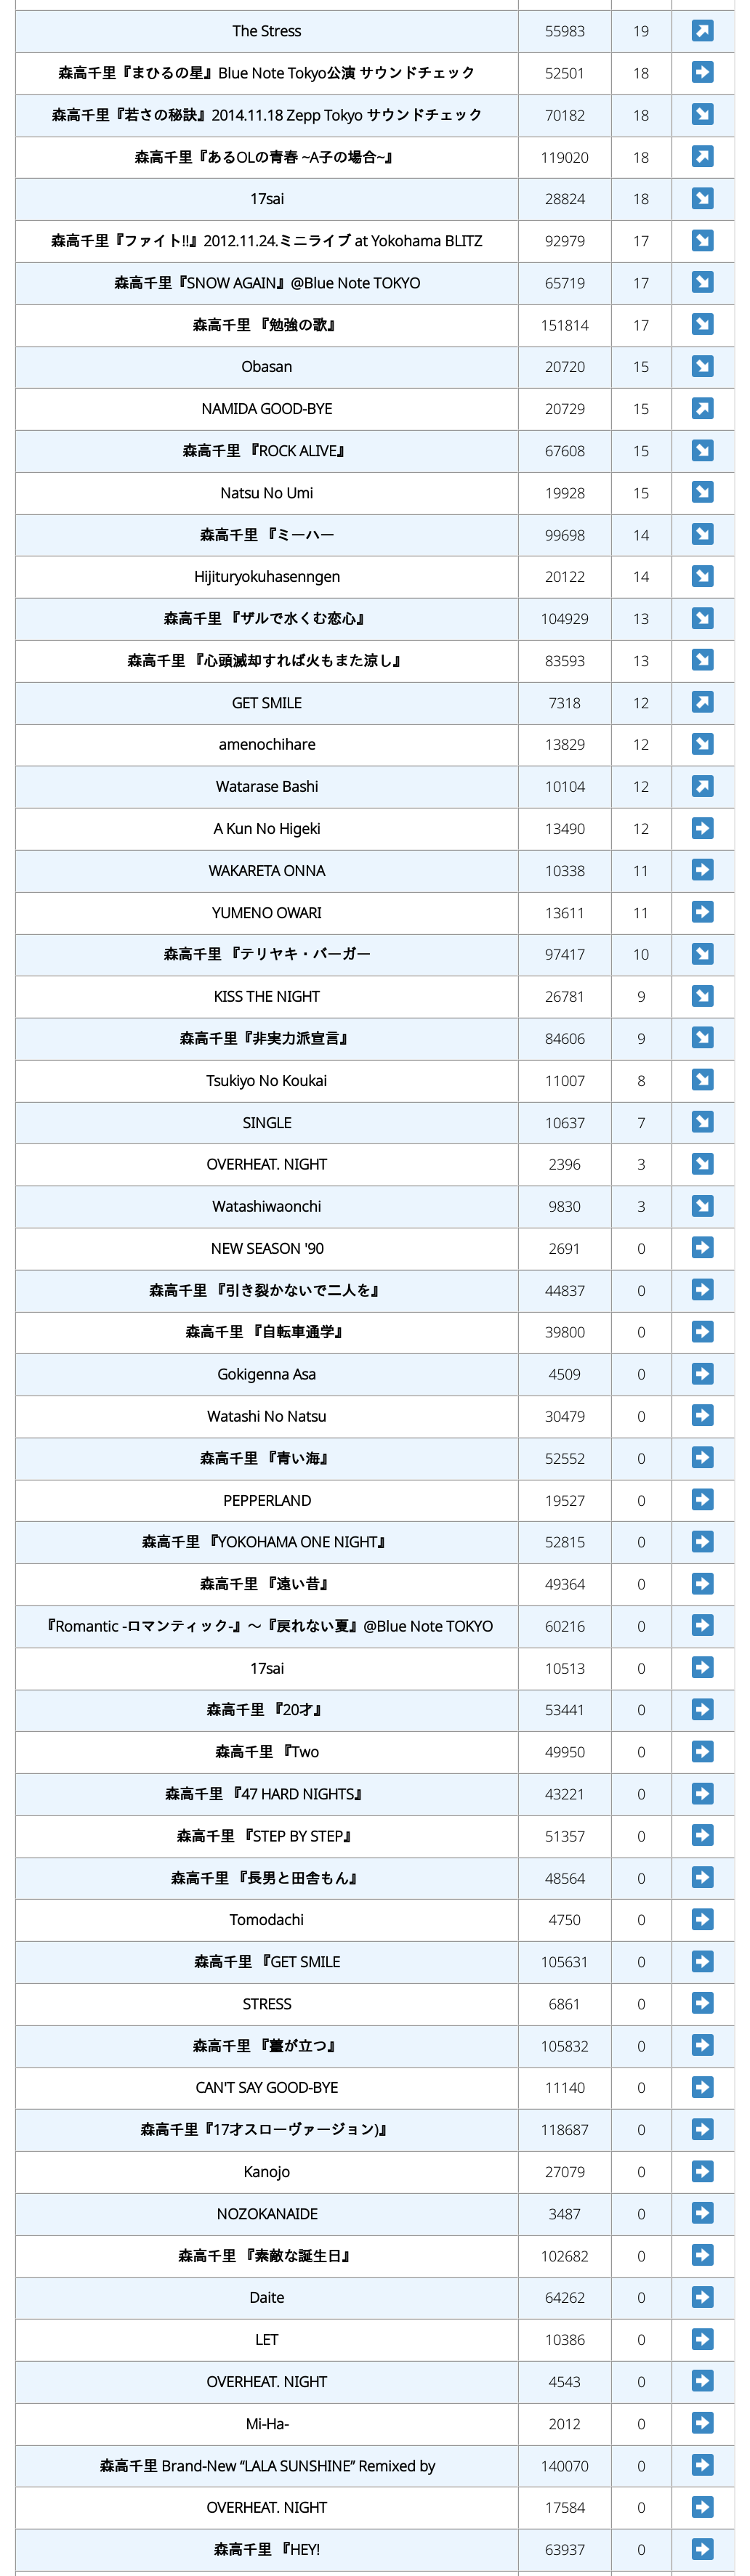 The Stress 55983 19
森高千里『まひるの星』Blue Note Tokyo公演 サウンドチェック 52501 18
森高千里『若さの秘訣』2014.11.18 Zepp Tokyo サウンドチェック 70182 18
森高千里『あるOLの青春 ~A子の場合~』 119020 18
17sai 28824 18
森高千里『ファイト!!』2012.11.24.ミニライブ at Yokohama BLITZ 92979 17
森高千里『SNOW AGAIN』@Blue Note TOKYO 65719 17
森高千里 『勉強の歌』 151814 17
Obasan 20720 15
NAMIDA GOOD-BYE 20729 15
森高千里 『ROCK ALIVE』 67608 15
Natsu No Umi 19928 15
森高千里 『ミーハー 99698 14
Hijituryokuhasenngen 20122 14
森高千里 『ザルで水くむ恋心』 104929 13
森高千里 『心頭滅却すれば火もまた涼し』 83593 13
GET SMILE 7318 12
amenochihare 13829 12
Watarase Bashi 10104 12
A Kun No Higeki 13490 12
WAKARETA ONNA 10338 11
YUMENO OWARI 13611 11
森高千里 『テリヤキ・バーガー 97417 10
KISS THE NIGHT 26781 9
森高千里『非実力派宣言』 84606 9
Tsukiyo No Koukai 11007 8
SINGLE 10637 7
OVERHEAT. NIGHT 2396 3
Watashiwaonchi 9830 3
NEW SEASON '90 2691 0
森高千里 『引き裂かないで二人を』 44837 0
森高千里 『自転車通学』 39800 0
Gokigenna Asa 4509 0
Watashi No Natsu 30479 0
森高千里 『青い海』 52552 0
PEPPERLAND 19527 0
森高千里 『YOKOHAMA ONE NIGHT』 52815 0
森高千里 『遠い昔』 49364 0
『Romantic -ロマンティック-』～『戻れない夏』@Blue Note TOKYO 60216 0
17sai 10513 0
森高千里 『20才』 53441 0
森高千里 『Two 49950 0
森高千里 『47 HARD NIGHTS』 43221 0
森高千里 『STEP BY STEP』 51357 0
森高千里 『長男と田舎もん』 48564 0
Tomodachi 4750 0
森高千里 『GET SMILE 105631 0
STRESS 6861 0
森高千里 『薹が立つ』 105832 0
CAN'T SAY GOOD-BYE 11140 0
森高千里『17才スローヴァージョン)』 118687 0
Kanojo 27079 0
NOZOKANAIDE 3487 0
森高千里 『素敵な誕生日』 102682 0
Daite 64262 0
LET 10386 0
OVERHEAT. NIGHT 4543 0
Mi-Ha- 2012 0
森高千里 Brand-New “LALA SUNSHINE” Remixed by 140070 0
OVERHEAT. NIGHT 17584 0
森高千里 『HEY! 63937 0